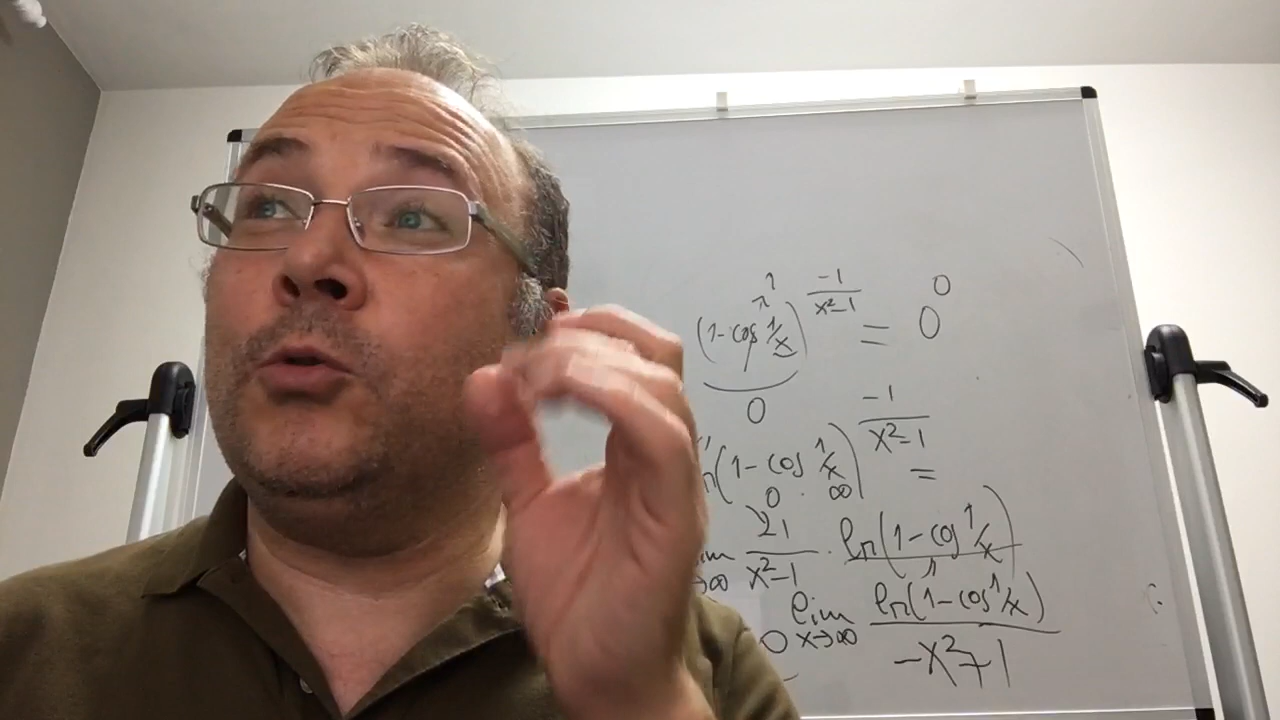 (1-cos 1/x)^(-1/(x²-1)) = 0^0
0
n(1-cos 1/x)^(-1/(x²-1)) =
0 · ∞
-1/(x²-1) · ln(1-cos 1/x)
lim x→∞ ln(1-cos 1/x)/(-x²+1)